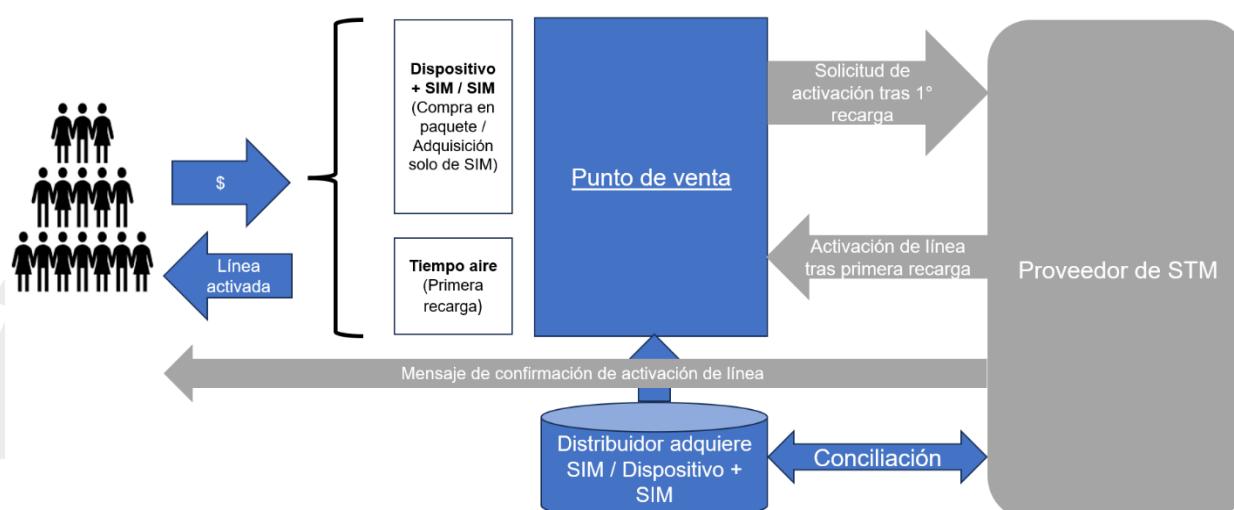 $
Línea
activada
Dispositivo
+ SIM / SIM
(Compra en
paquete /
Adquisición
solo de SIM)
Tiempo aire
(Primera
recarga)
Punto de venta
Solicitud de
activación tras 1°
recarga
Activación de línea
tras primera recarga
Proveedor de STM
Mensaje de confirmación de activación de línea
Distribuidor adquiere
SIM / Dispositivo +
SIM
Conciliación